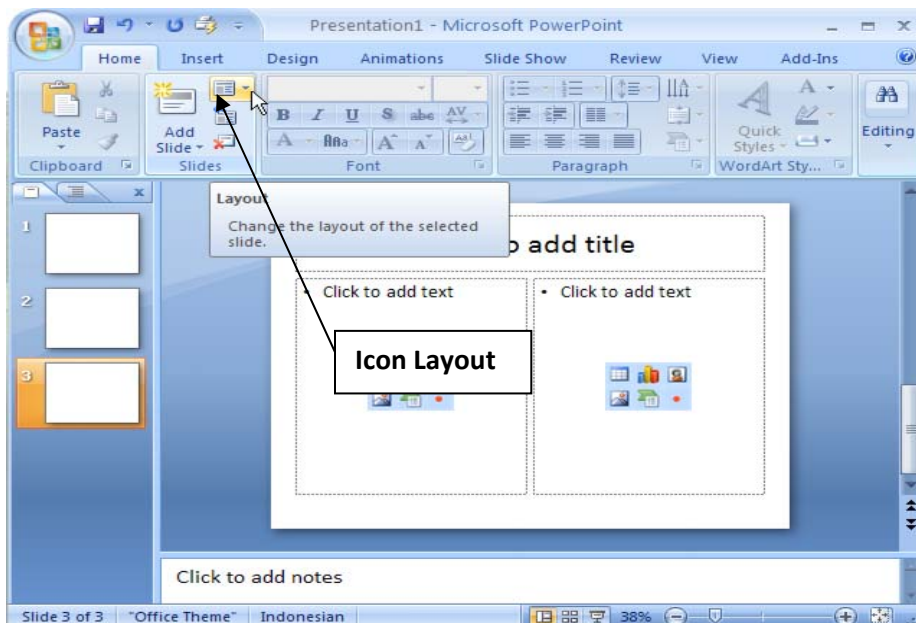 Presentation1 - Microsoft PowerPoint
Home Insert Design Animations Slide Show Review View Add-Ins
Paste
Add
Slide
B I U S abe AV
A Aa A A
Quick
Styles
Editing
Clipboard Slides Font Paragraph WordArt Sty...
Layout
Change the layout of the selected
slide.
add title
• Click to add text
• Click to add text
Icon Layout
1
2
3
Click to add notes
Slide 3 of 3 "Office Theme" Indonesian 38%